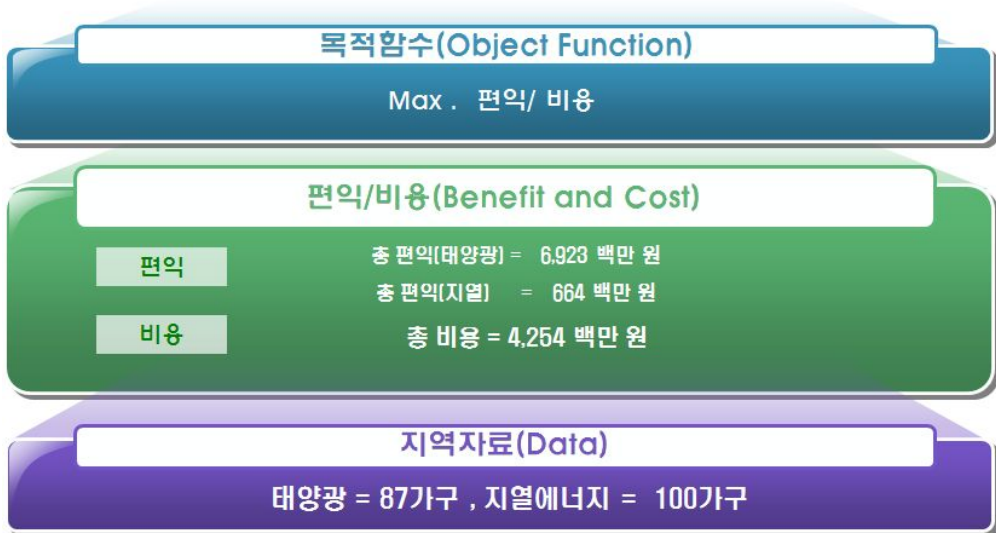 목적함수(Object Function)
Max . 편익/ 비용
편익/비용(Benefit and Cost)
편익
총 편익(태양광) = 6,923 백만 원
총 편익(지열) = 664 백만 원
비용
총 비용 = 4,254 백만 원
지역자료(Data)
태양광 = 87가구 , 지열에너지 = 100가구